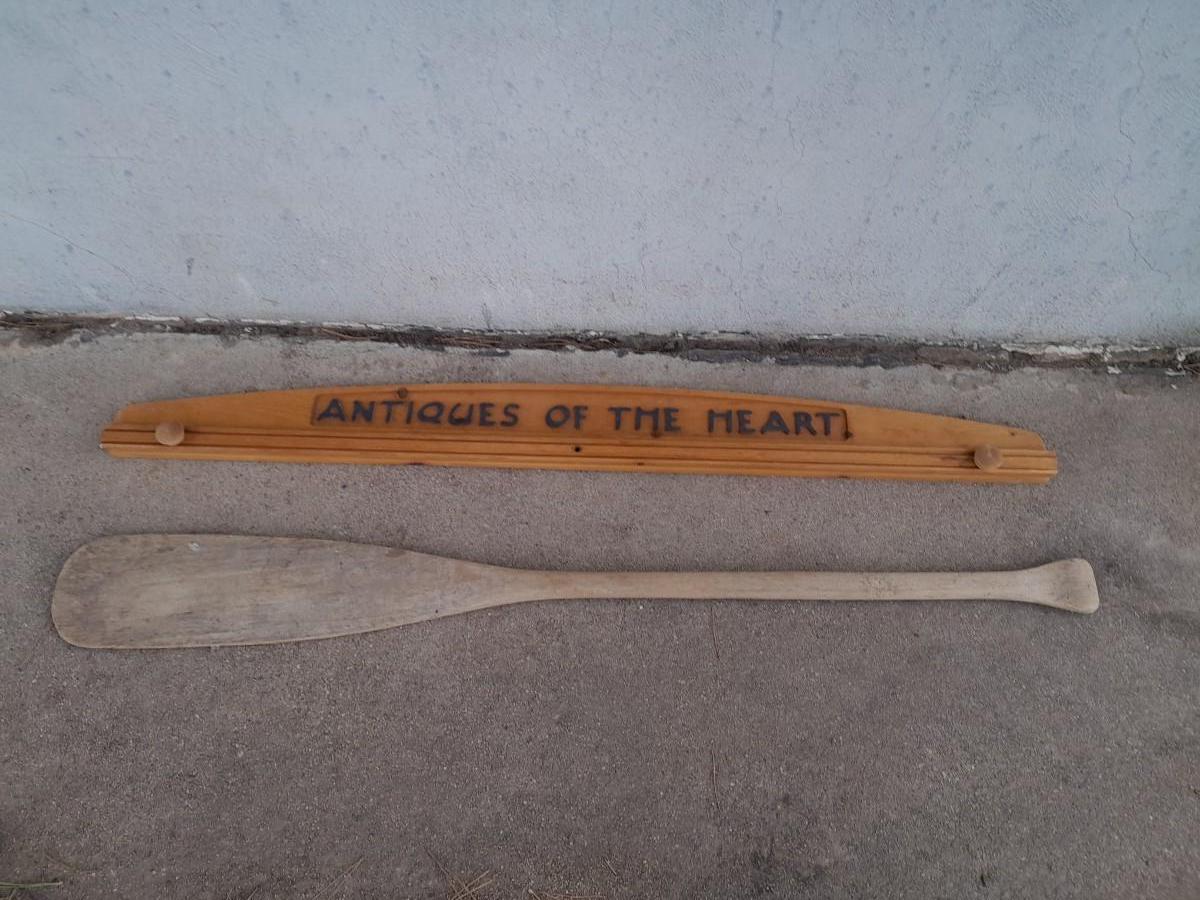 ANTIQUES OF THE HEART